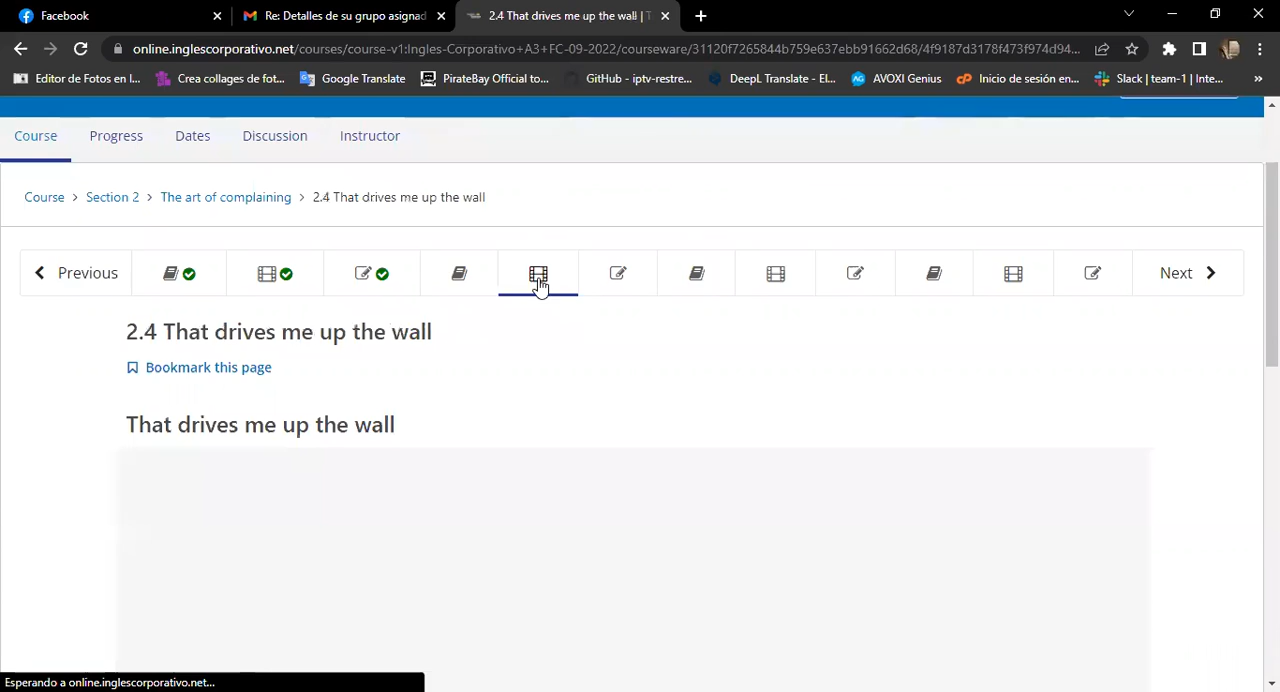 Facebook
Re: Detalles de su grupo asignad
2.4 That drives me up the wall | T
online.inglescorporativo.net/courses/course-v1:Ingles-Corporativo+A3+FC-09-2022/courseware/31120f7265844b759e637ebb91662d68/4f9187d3178f473f974d94...
Editor de Fotos en l...
Crea collages de fot...
Google Translate
PirateBay Official to...
GitHub - iptv-restre...
DeepL Translate - El...
AVOXI Genius
Inicio de sesión en...
Slack | team-1 | Inte...
Course
Progress
Dates
Discussion
Instructor
Course > Section 2 > The art of complaining > 2.4 That drives me up the wall
Previous
Next
2.4 That drives me up the wall
Bookmark this page
That drives me up the wall
Esperando a online.inglescorporativo.net...